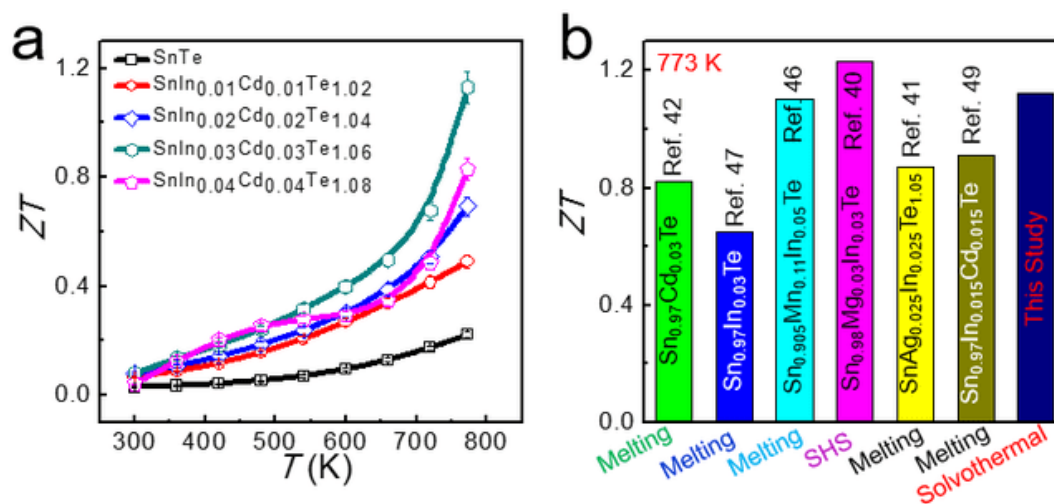 a
SnTe
SnIn0.01Cd0.01Te1.02
SnIn0.02Cd0.02Te1.04
SnIn0.03Cd0.03Te1.06
SnIn0.04Cd0.04Te1.08
ZT
1.2
0.8
0.4
0.0
300 400 500 600 700 800
T (K)
b
773 K
ZT
1.2
0.8
0.4
0.0
Sn0.97Cd0.03Te
Ref. 42
Sn0.97In0.03Te
Ref. 47
Sn0.905Mn0.11In0.05Te
Ref. 46
Sn0.98Mg0.03In0.03Te
Ref. 40
SnAg0.025In0.025Te1.05
Ref. 41
Sn0.97In0.015Cd0.015Te
Ref. 49
This Study
Melting
Melting
Melting
SHS
Melting
Melting
Solvothermal